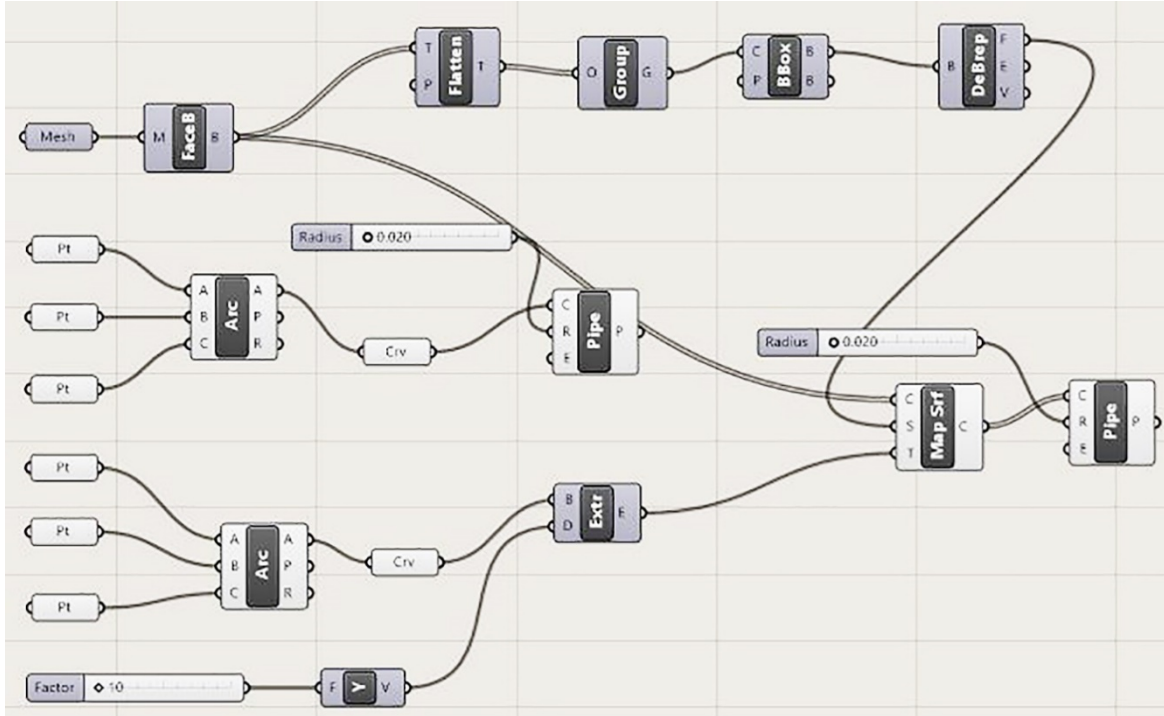 Mesh
M FaceB B
T P Flatten T
O Group G
C P BBox B B
B DeBrep F E V
Radius 0.020
Pt
Pt
Pt
A B C Arc A P R
Crv
C R E Pipe P
Radius 0.020
C S T Map Srf C
C R E Pipe P
Pt
Pt
Pt
A B C Arc A P R
Crv
B D Extr E
Factor 10
F Y V